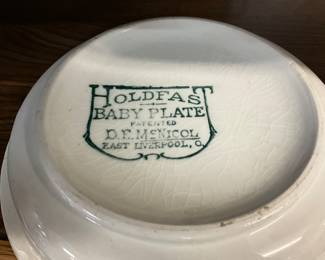 HOLDFAST
BABY PLATE
PATENTED
D.E. McNICOL
EAST LIVERPOOL, O.